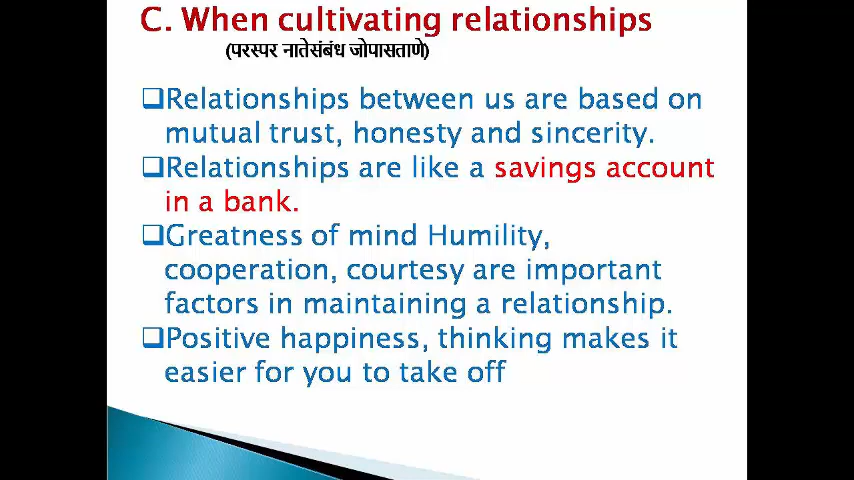 C. When cultivating relationships
(परस्पर नातेसंबंध जोपासताणे)
❑Relationships between us are based on
mutual trust, honesty and sincerity.
❑Relationships are like a savings account
in a bank.
❑Greatness of mind Humility,
cooperation, courtesy are important
factors in maintaining a relationship.
❑Positive happiness, thinking makes it
easier for you to take off